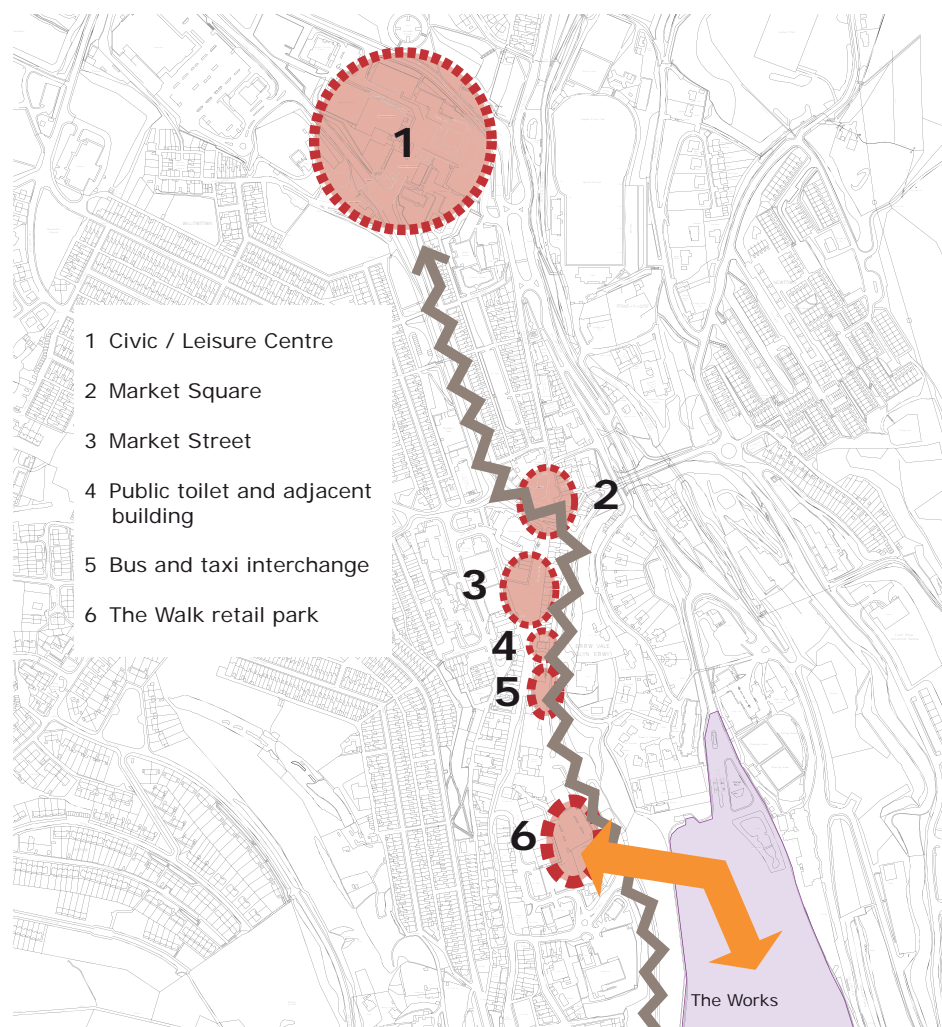 1
1 Civic / Leisure Centre
2 Market Square
3 Market Street
4 Public toilet and adjacent
building
5 Bus and taxi interchange
6 The Walk retail park
2
3
4
5
6
The Works